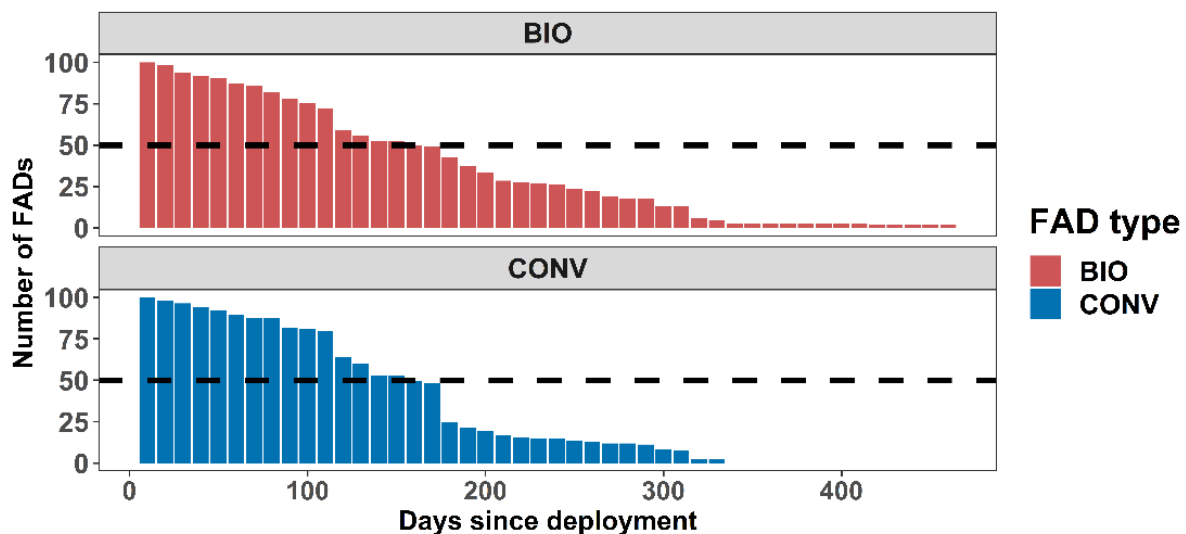 BIO
100
75
50
25
0
CONV
100
75
50
25
0
0 100 200 300 400
Days since deployment
Number of FADs
FAD type
BIO
CONV